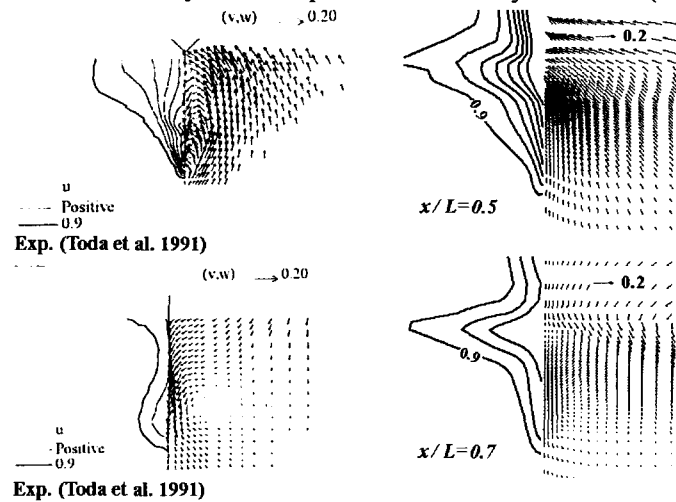 (v,w) 0.20
0.2
0.9
u
Positive
0.9
x/L=0.5
Exp. (Toda et al. 1991)
(v,w) 0.20
0.2
0.9
u
Positive
0.9
x/L=0.7
Exp. (Toda et al. 1991)